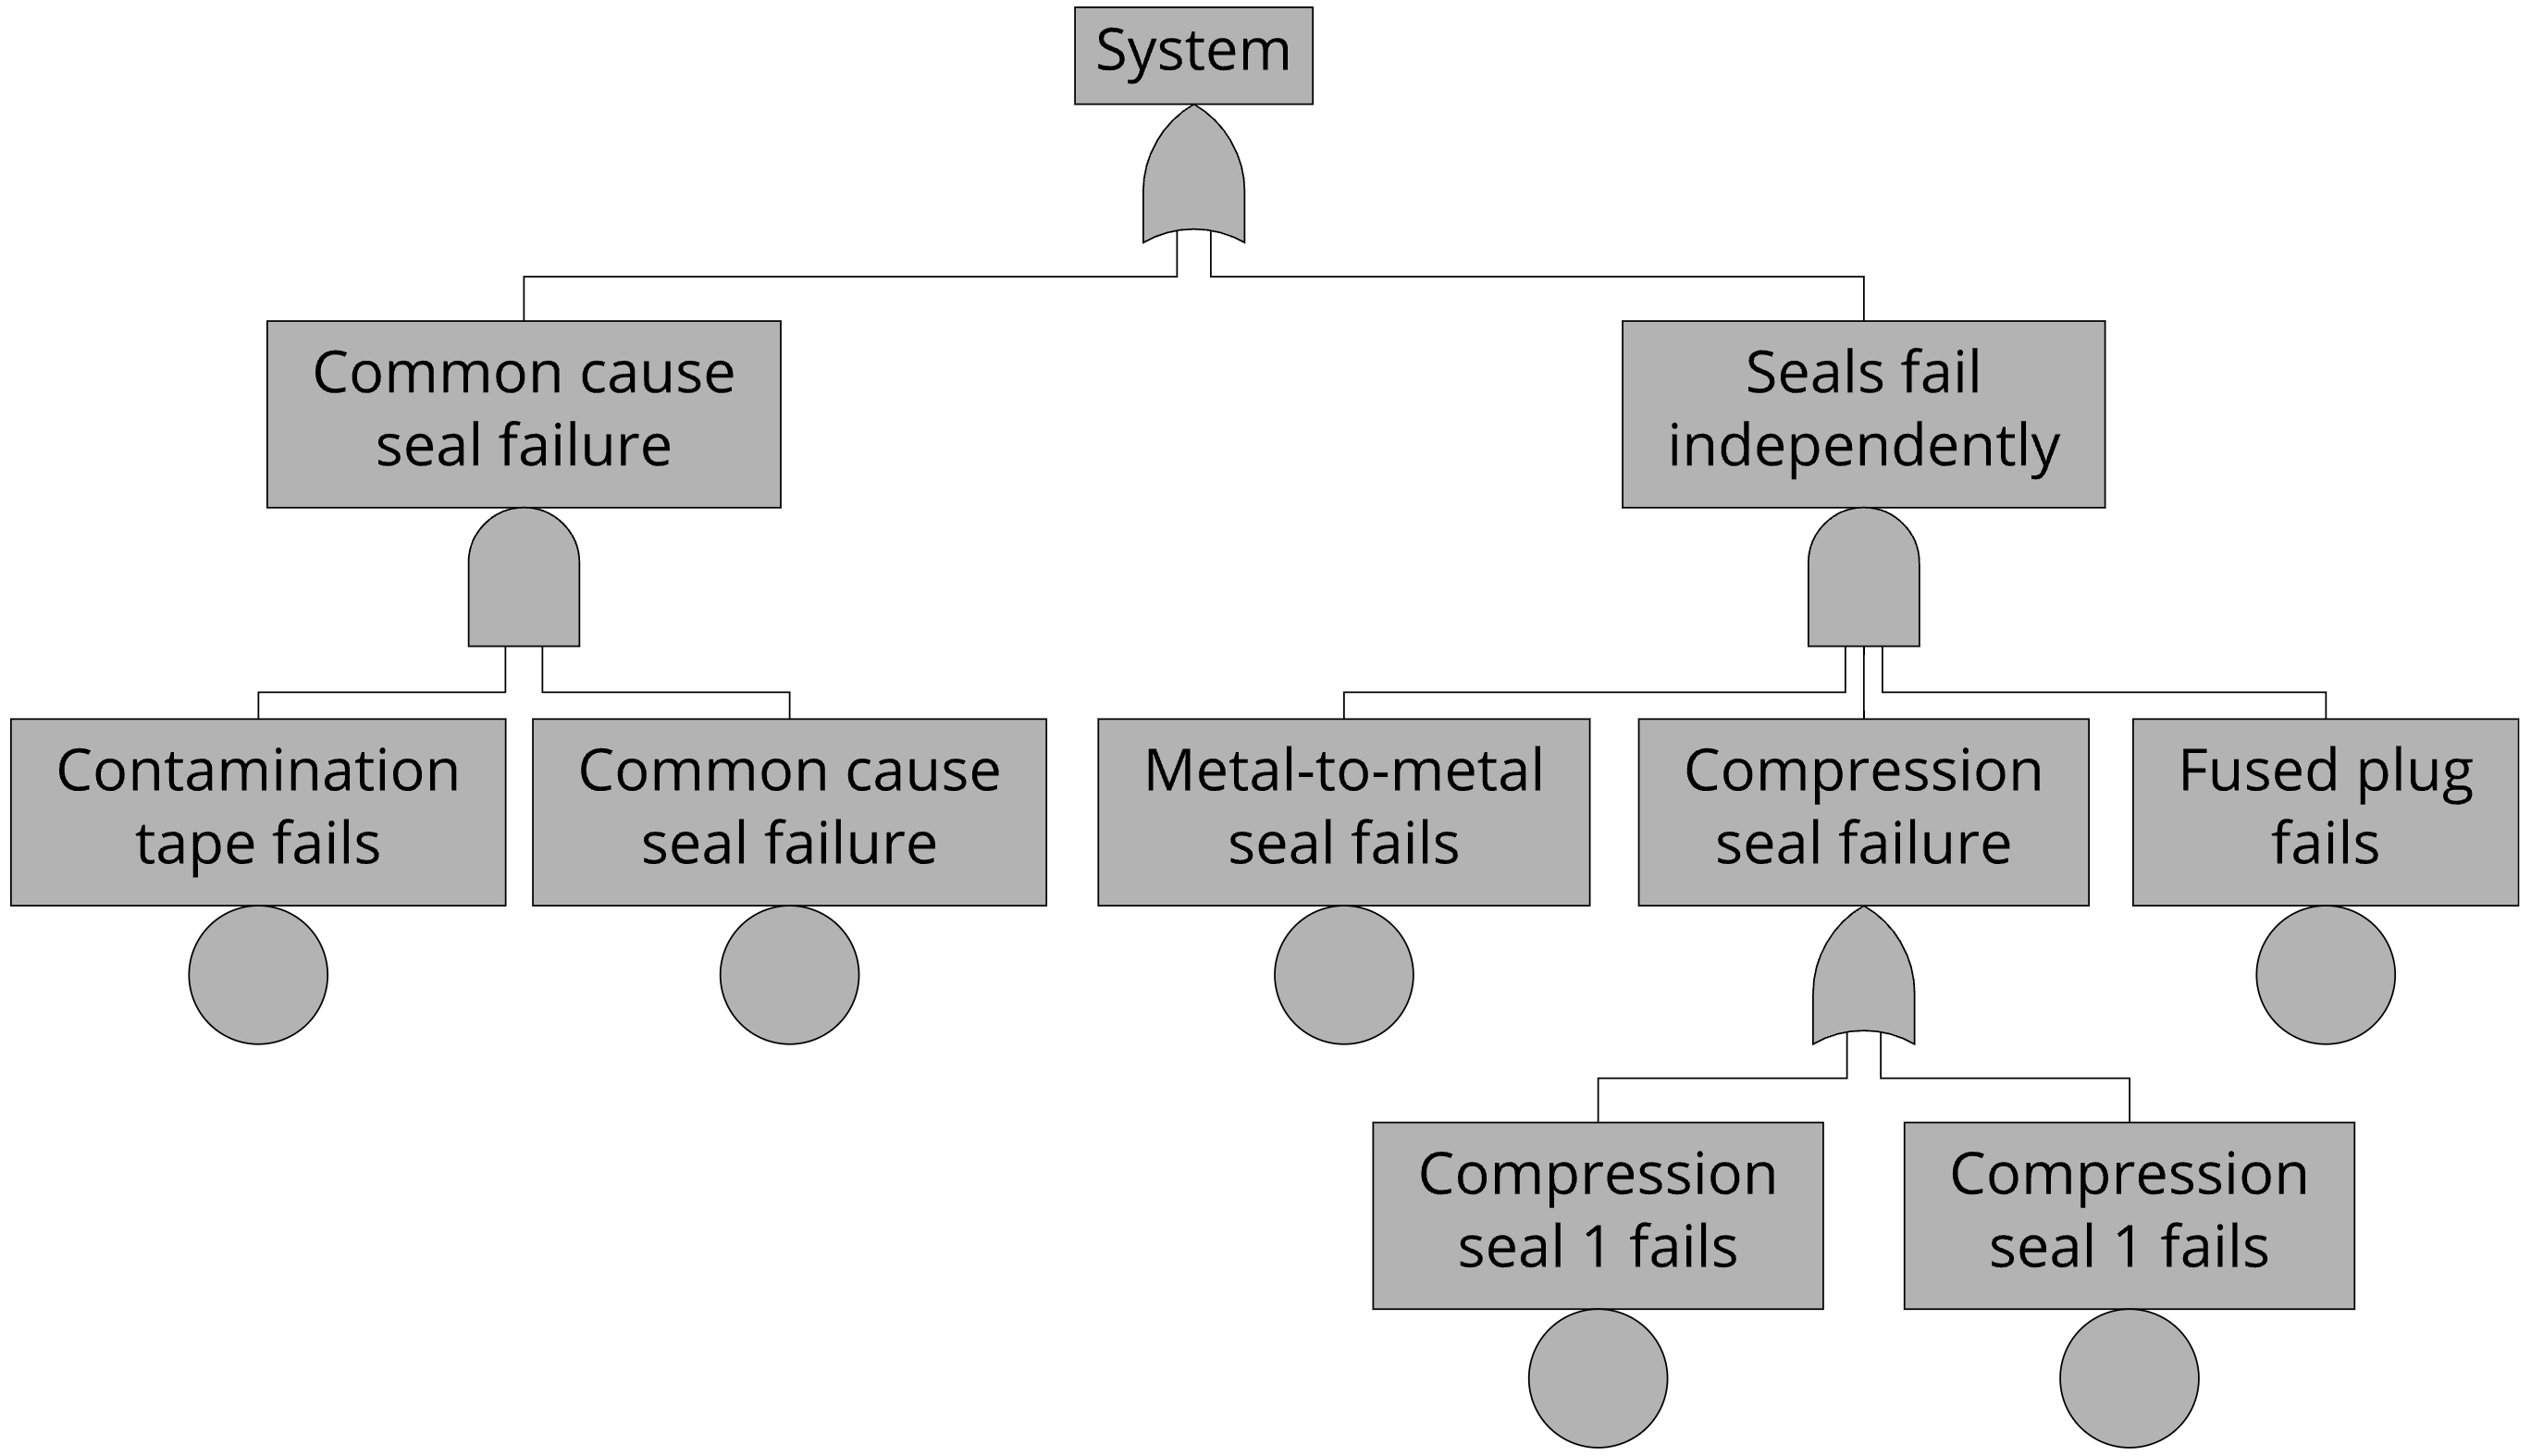 System
Common cause
seal failure
Seals fail
independently
Contamination
tape fails
Common cause
seal failure
Metal-to-metal
seal fails
Compression
seal failure
Fused plug
fails
Compression
seal 1 fails
Compression
seal 1 fails